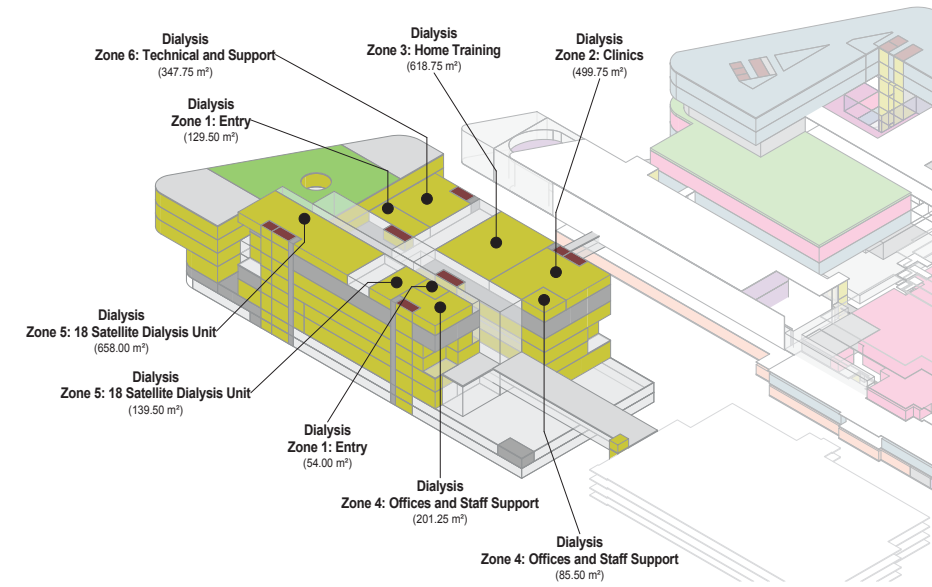 Dialysis
Zone 6: Technical and Support
(347.75 m²)
Dialysis
Zone 3: Home Training
(618.75 m²)
Dialysis
Zone 2: Clinics
(499.75 m²)
Dialysis
Zone 1: Entry
(129.50 m²)
Dialysis
Zone 5: 18 Satellite Dialysis Unit
(658.00 m²)
Dialysis
Zone 5: 18 Satellite Dialysis Unit
(139.50 m²)
Dialysis
Zone 1: Entry
(54.00 m²)
Dialysis
Zone 4: Offices and Staff Support
(201.25 m²)
Dialysis
Zone 4: Offices and Staff Support
(85.50 m²)